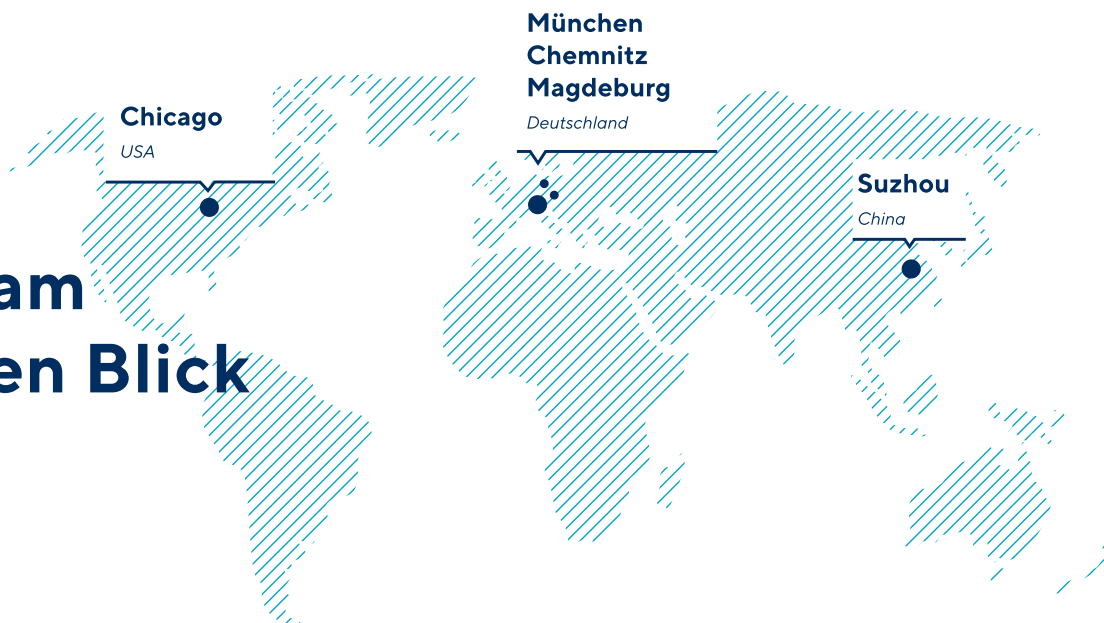 München
Chemnitz
Magdeburg
Deutschland
Chicago
USA
Suzhou
China
am
en Blick